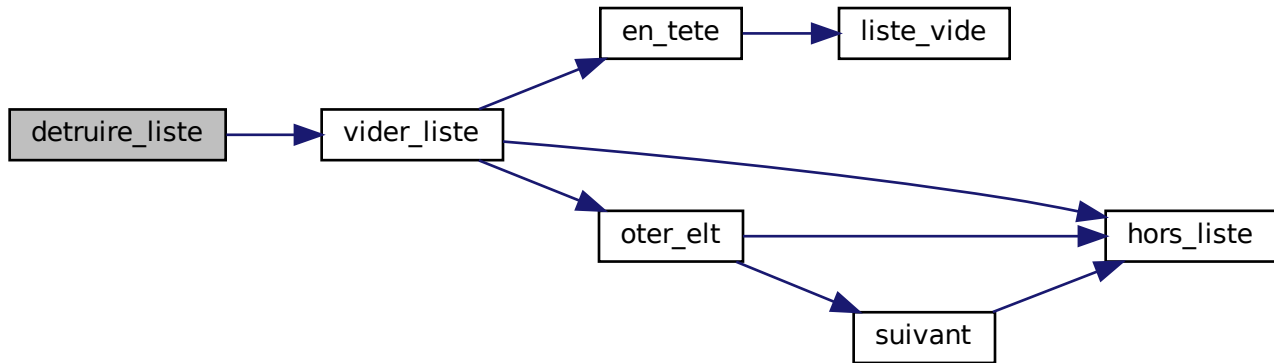 en_tete
liste_vide
detruire_liste
vider_liste
oter_elt
hors_liste
suivant